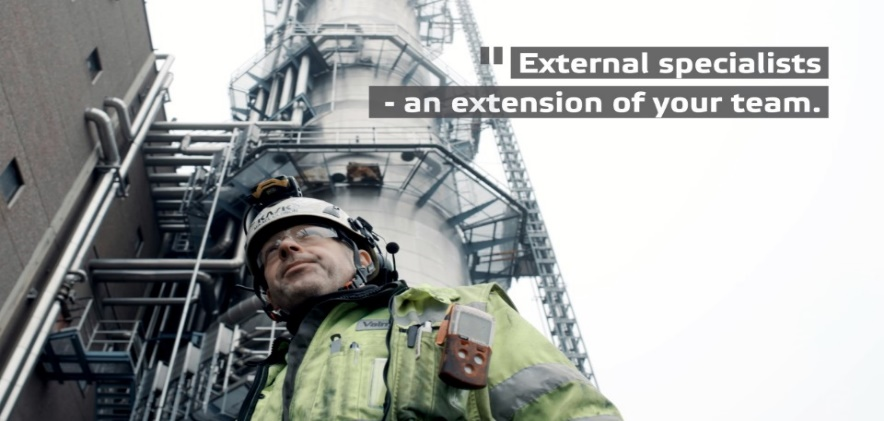 " External specialists
- an extension of your team.